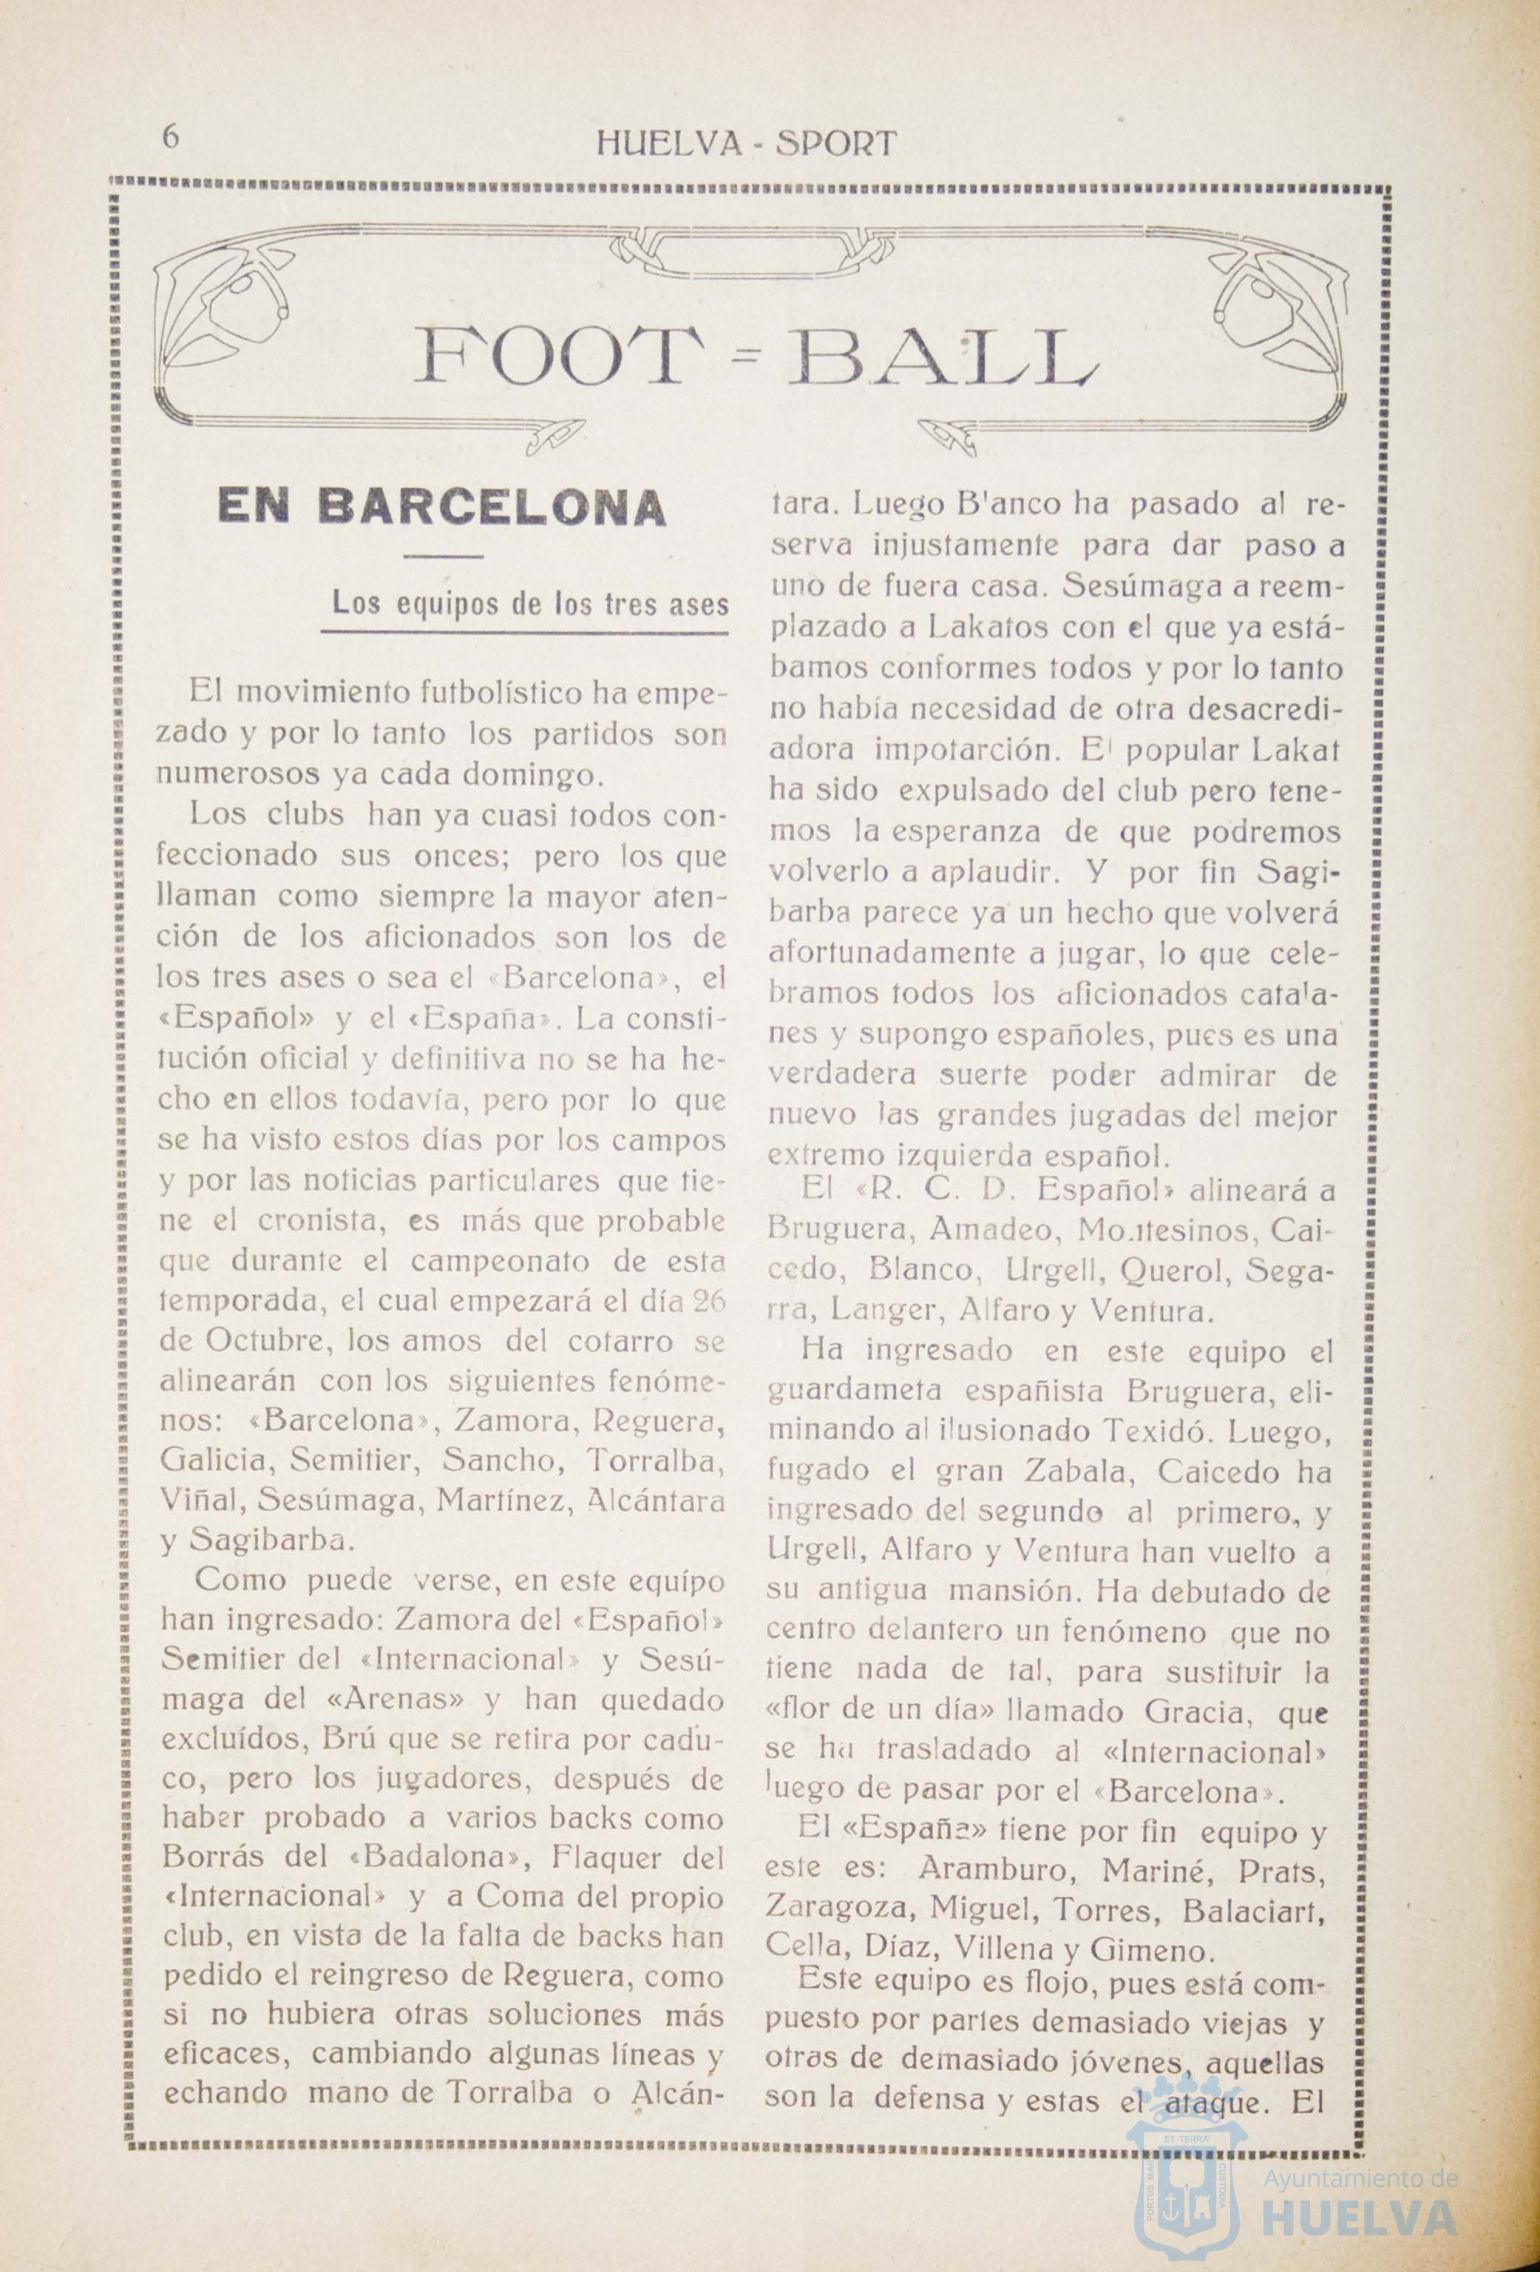 6
HUELVA - SPORT
FOOT = BALL
EN BARCELONA
Los equipos de los tres ases
El movimiento futbolístico ha empe-
zado y por lo tanto los partidos son
numerosos ya cada domingo.
Los clubs han ya cuasi todos con-
feccionado sus onces; pero los que
llaman como siempre la mayor aten-
ción de los aficionados son los de
los tres ases o sea el «Barcelona», el
«Español» y el «España». La consti-
tución oficial y definitiva no se ha he-
cho en ellos todavía, pero por lo que
se ha visto estos días por los campos
y por las noticias particulares que tie-
ne el cronista, es más que probable
que durante el campeonato de esta
temporada, el cual empezará el día 26
de Octubre, los amos del cotarro se
alinearán con los siguientes fenóme-
nos: «Barcelona», Zamora, Reguera,
Galicia, Semitier, Sancho, Torralba,
Viñal, Sesúmaga, Martínez, Alcántara
y Sagibarba.
Como puede verse, en este equípo
han ingresado: Zamora del «Español»
Semitier del «Internacional» y Sesú-
maga del «Arenas» y han quedado
excluídos, Brú que se retira por cadu-
co, pero los jugadores, después de
haber probado a varios backs como
Borrás del «Badalona», Flaquer del
«Internacional» y a Coma del propio
club, en vista de la falta de backs han
pedido el reingreso de Reguera, como
si no hubiera otras soluciones más
eficaces, cambiando algunas líneas y
echando mano de Torralba o Alcán-
tara. Luego B'anco ha pasado al re-
serva injustamente para dar paso a
uno de fuera casa. Sesúmaga a reem-
plazado a Lakatos con el que ya está-
bamos conformes todos y por lo tanto
no había necesidad de otra desacredi-
adora impotarción. El popular Lakat
ha sido expulsado del club pero tene-
mos la esperanza de que podremos
volverlo a aplaudir. Y por fin Sagi-
barba parece ya un hecho que volverá
afortunadamente a jugar, lo que cele-
bramos todos los aficionados catala-
nes y supongo españoles, pues es una
verdadera suerte poder admirar de
nuevo las grandes jugadas del mejor
extremo izquierda español.
El «R. C. D. Español» alineará a
Bruguera, Amadeo, Montesinos, Cai-
cedo, Blanco, Urgell, Querol, Sega-
rra, Langer, Alfaro y Ventura.
Ha ingresado en este equipo el
guardameta españista Bruguera, eli-
minando al ilusionado Texidó. Luego,
fugado el gran Zabala, Caicedo ha
ingresado del segundo al primero, y
Urgell, Alfaro y Ventura han vuelto a
su antigua mansión. Ha debutado de
centro delantero un fenómeno que no
tiene nada de tal, para sustituir la
«flor de un día» llamado Gracia, que
se ha trasladado al «Internacional»
luego de pasar por el «Barcelona».
El «España» tiene por fin equipo y
este es: Aramburo, Mariné, Prats,
Zaragoza, Miguel, Torres, Balaciart,
Cella, Díaz, Villena y Gimeno.
Este equipo es flojo, pues está com-
puesto por partes demasiado viejas y
otras de demasiado jóvenes, aquellas
son la defensa y estas el ataque. El
ET TERRÆ
PORTUS MARIS
CUSTODIA
Ayuntamiento de
HUELVA